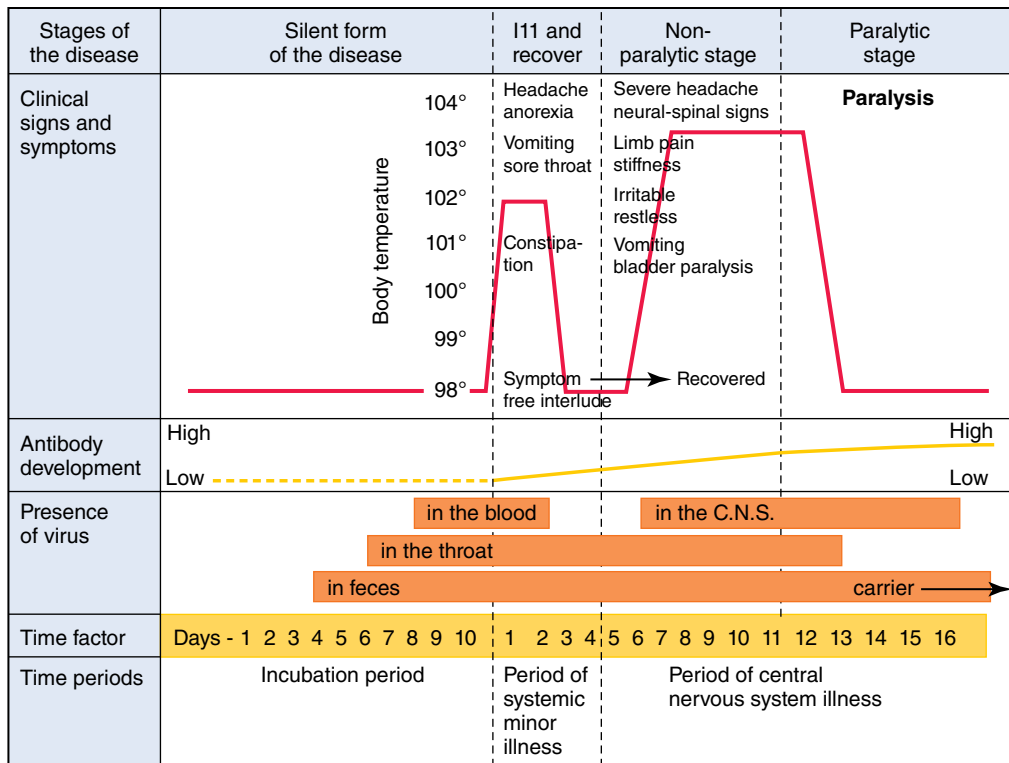 Stages of
the disease
Silent form
of the disease
I11 and
recover
Non-
paralytic stage
Paralytic
stage
Clinical
signs and
symptoms
Body temperature
104°
103°
102°
101°
100°
99°
98°
Headache
anorexia
Vomiting
sore throat
Constipa-
tion
Symptom
free interlude
Severe headache
neural-spinal signs
Limb pain
stiffness
Irritable
restless
Vomiting
bladder paralysis
Recovered
Paralysis
Antibody
development
High
Low
High
Low
Presence
of virus
in the blood
in the C.N.S.
in the throat
in feces
carrier
Time factor
Days - 1 2 3 4 5 6 7 8 9 10 1 2 3 4 5 6 7 8 9 10 11 12 13 14 15 16
Time periods
Incubation period
Period of
systemic
minor
illness
Period of central
nervous system illness